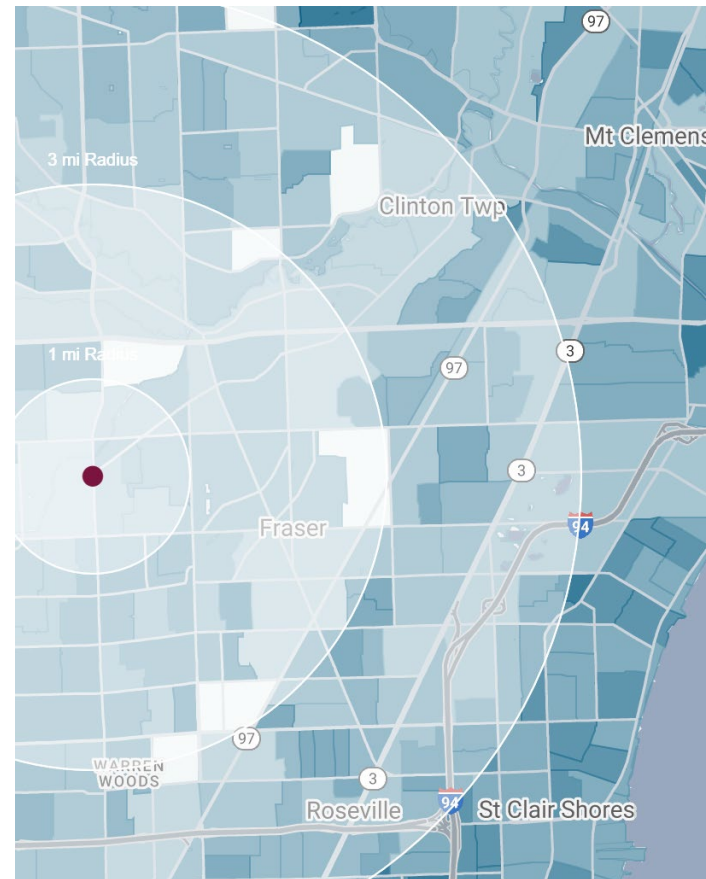 97
Mt Clemens
3 mi Radius
Clinton Twp
1 mi Radius
3
97
3
Fraser
94
97
WARREN
WOODS
3
Roseville
94
St Clair Shores